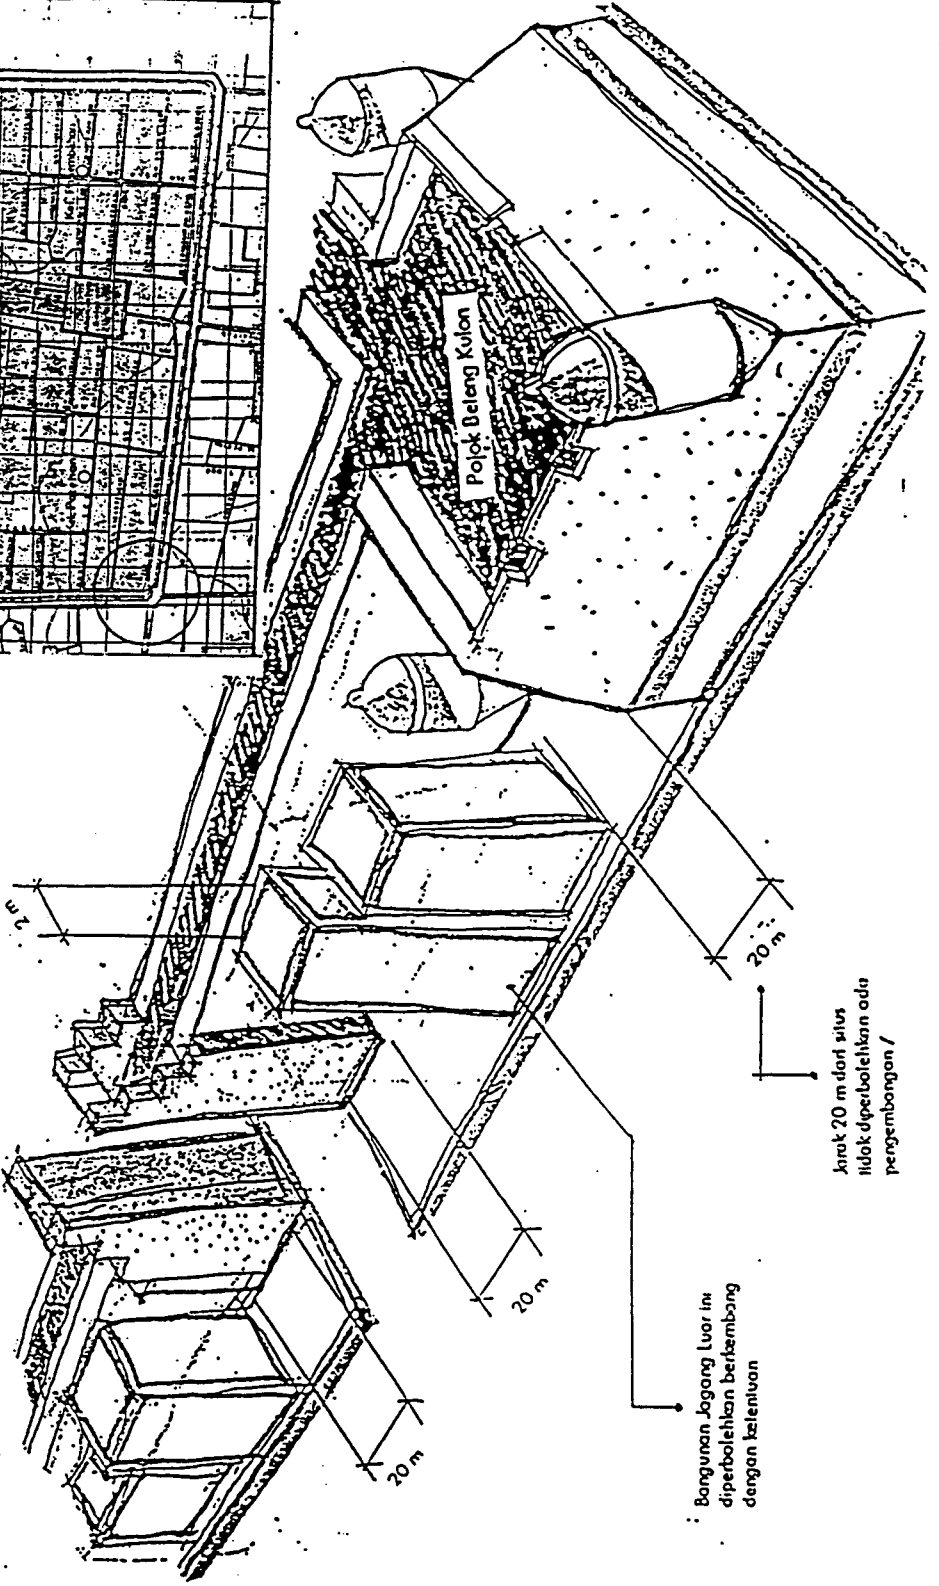 Pojok Beteng Kulon
2 m
20 m
20 m
20 m
Jarak 20 m dari situs
tidak diperbolehkan ada
pengembangan /
Bangunan Jagang Luar ini
diperbolehkan berkembang
dengan ketentuan